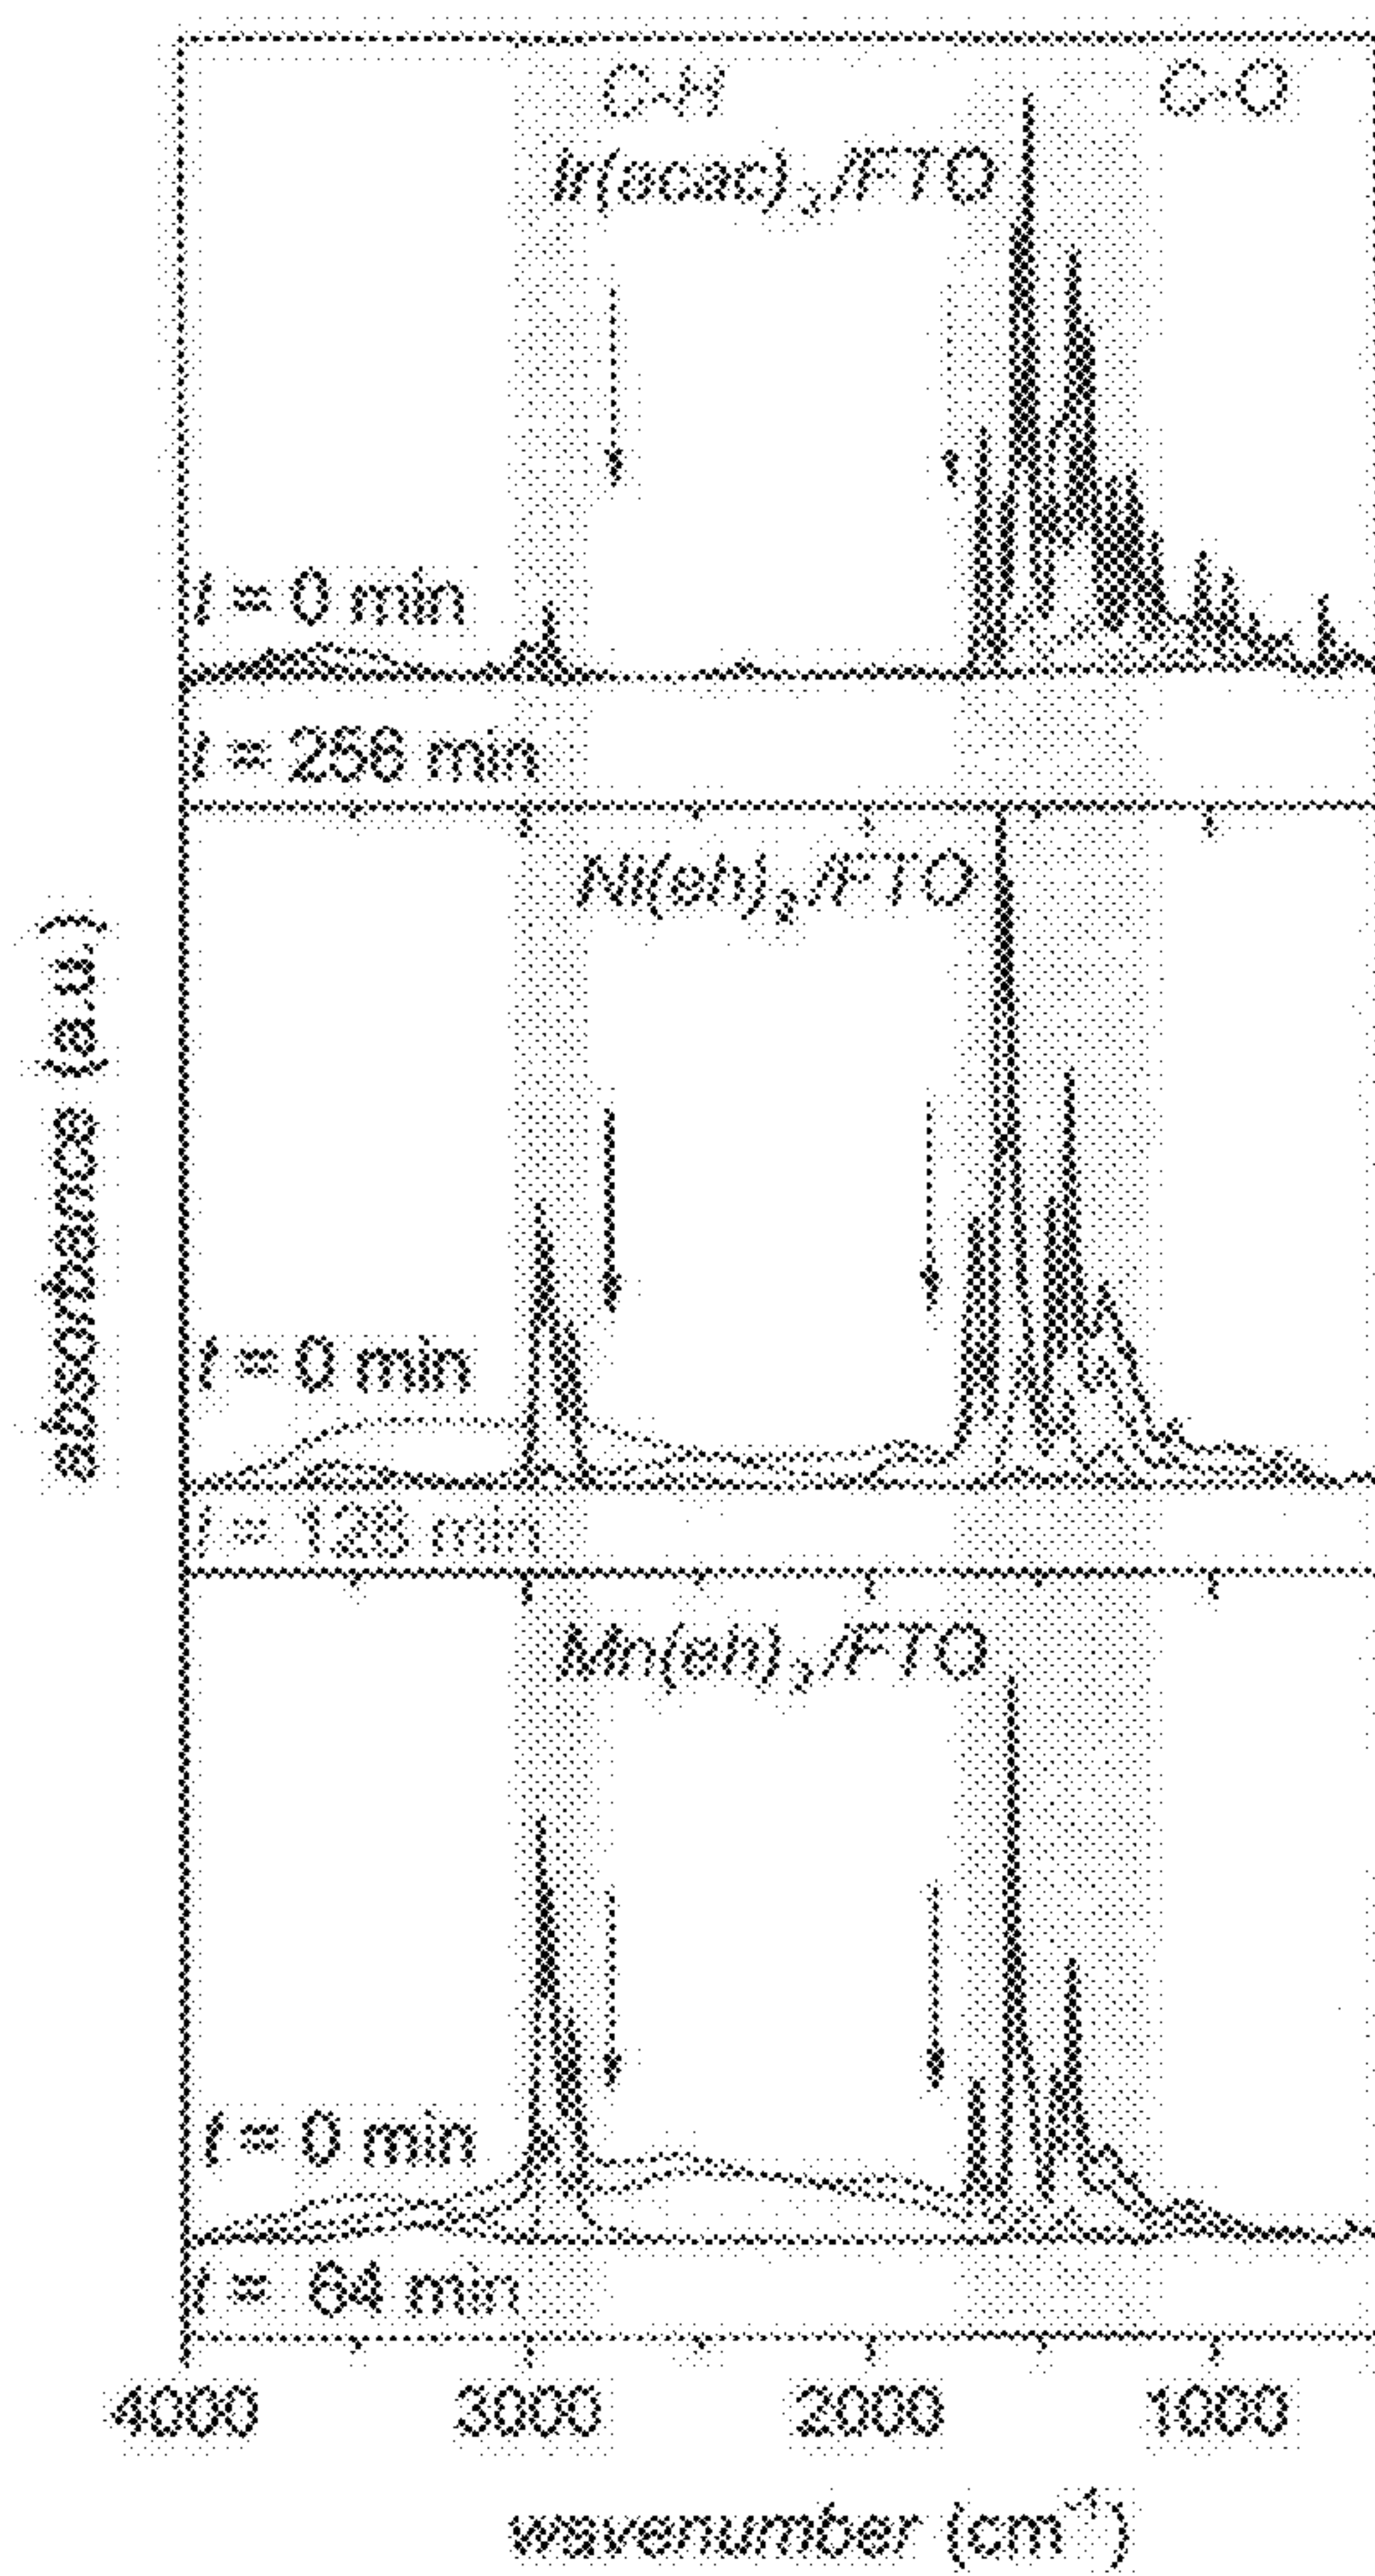 C-H C-O
Ir(acac)3/FTO
t = 0 min
t = 256 min
Ni(eh)2/FTO
t = 0 min
t = 128 min
Mn(eh)3/FTO
t = 0 min
t = 64 min
absorbance (a.u.)
4000 3000 2000 1000
wavenumber (cm-1)